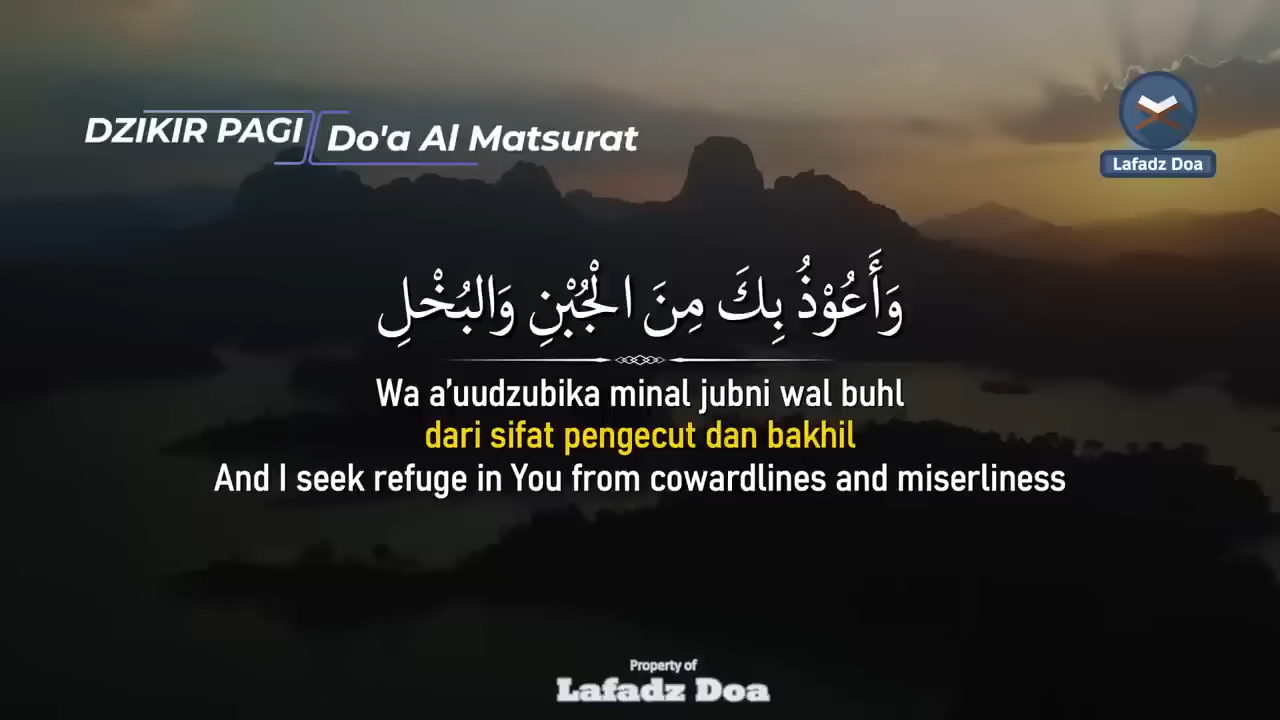 DZIKIR PAGI
Do'a Al Matsurat
Lafadz Doa
وَأَعُوْذُ بِكَ مِنَ الْجُبْنِ وَالبُخْلِ
Wa a’uudzubika minal jubni wal buhl
dari sifat pengecut dan bakhil
And I seek refuge in You from cowardlines and miserliness
Property of
Lafadz Doa